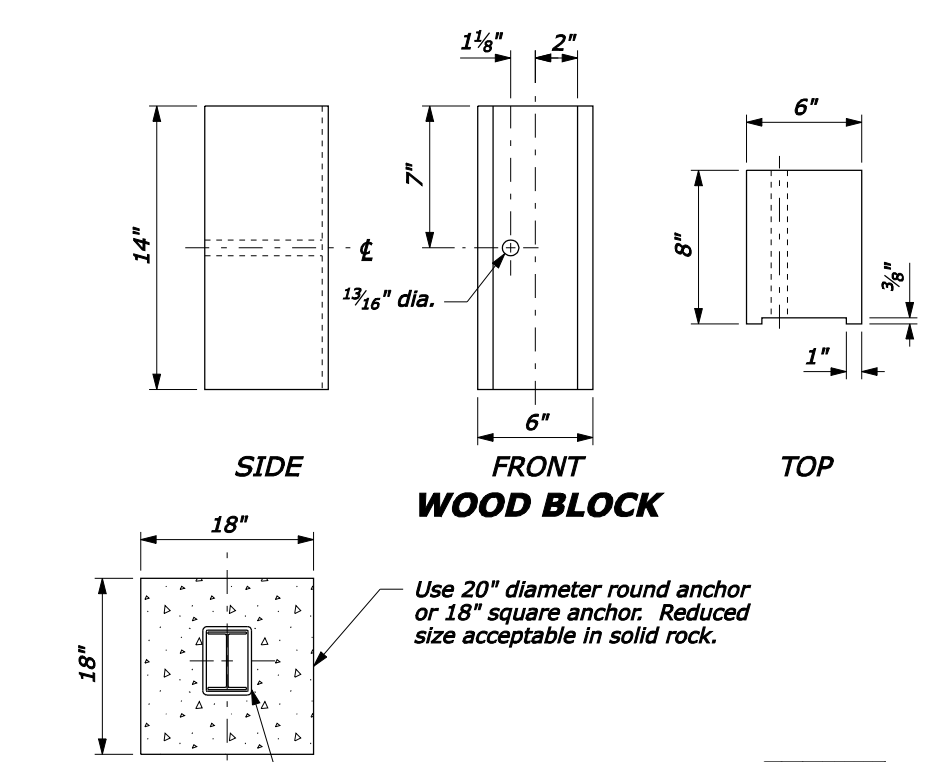 1⅛"
2"
6"
7"
14"
8"
⅜"
℄
13/16" dia.
1"
6"
SIDE
FRONT
TOP
WOOD BLOCK
18"
Use 20" diameter round anchor
or 18" square anchor. Reduced
size acceptable in solid rock.
18"